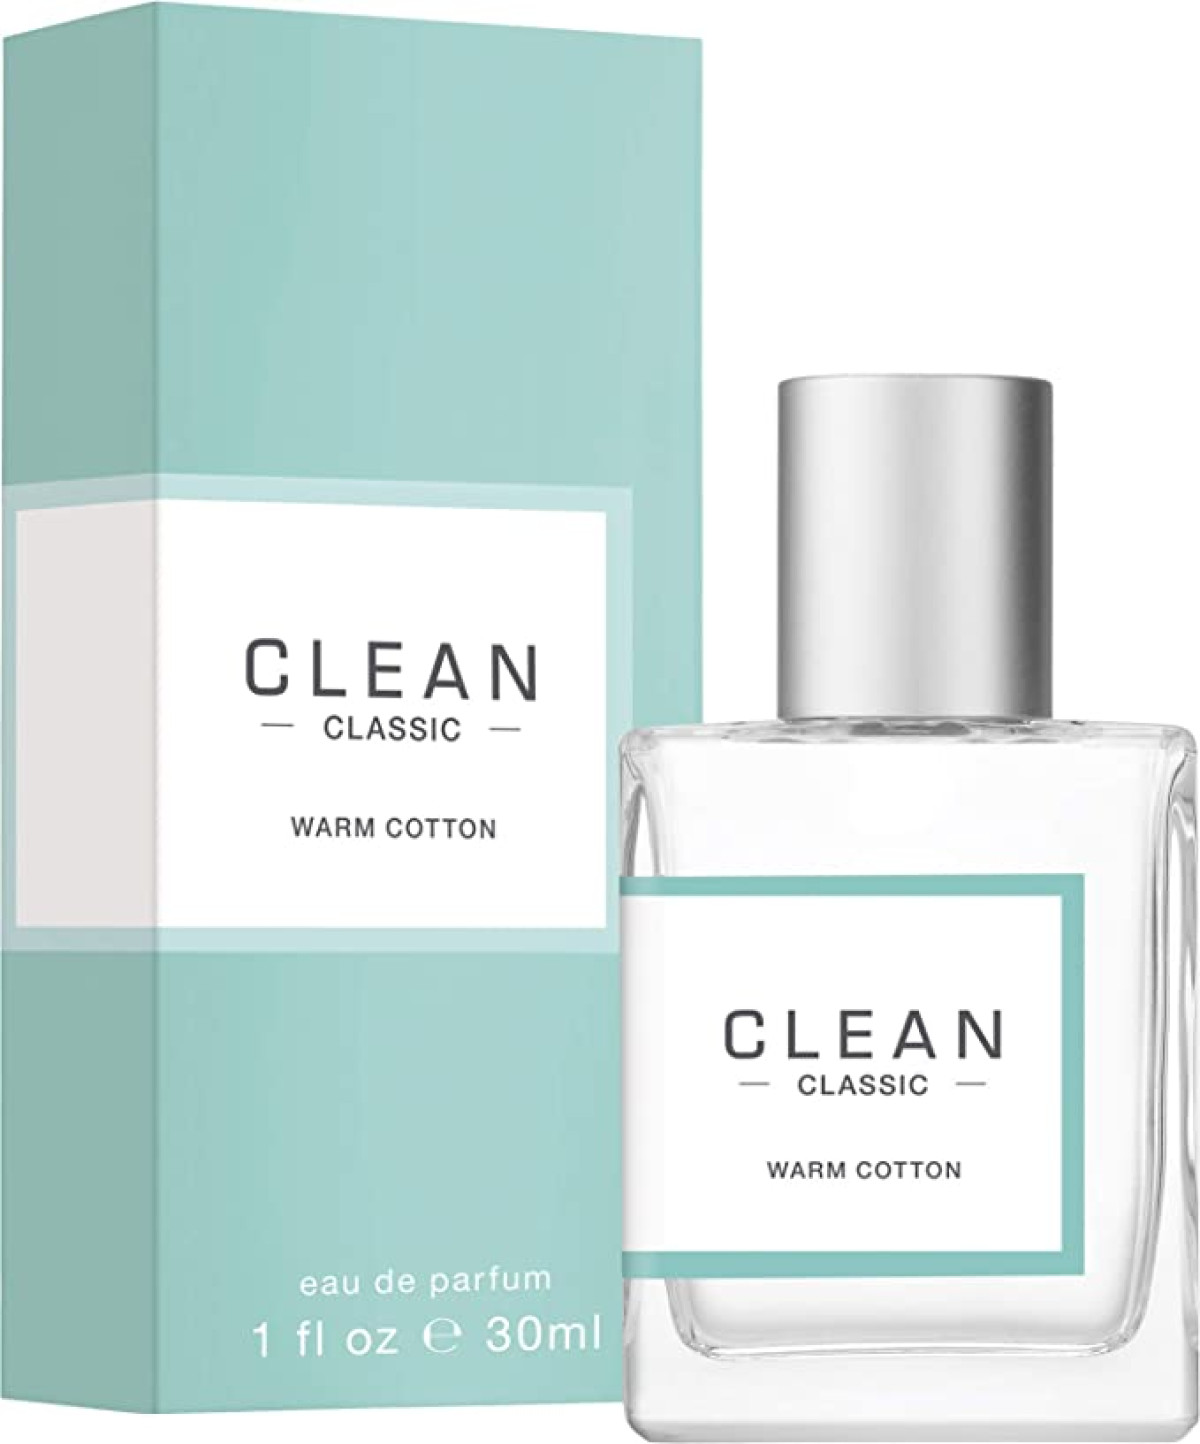 CLEAN
— CLASSIC —
WARM COTTON
eau de parfum
1 fl oz ℮ 30ml
CLEAN
— CLASSIC —
WARM COTTON